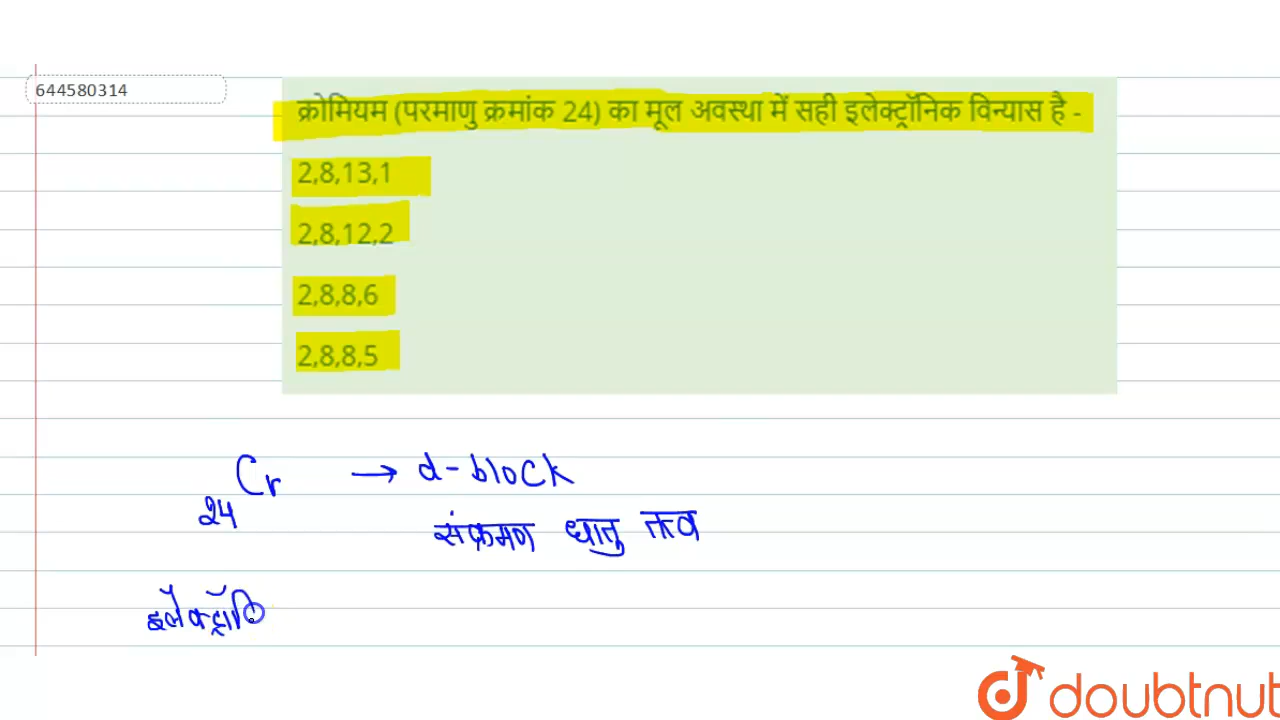 644580314
क्रोमियम (परमाणु क्रमांक 24) का मूल अवस्था में सही इलेक्ट्रॉनिक विन्यास है -
2,8,13,1
2,8,12,2
2,8,8,6
2,8,8,5
24Cr → d-block
संक्रमण धातु तत्व
doubtnut